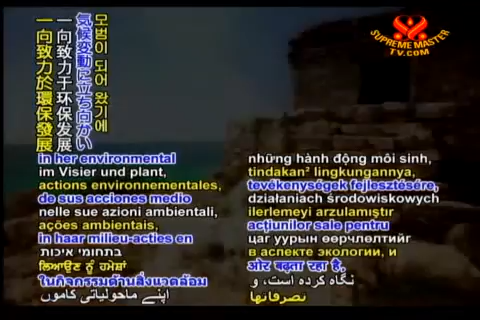 SUPREME MASTER
TV.COM
모범이 되어 왔기에
気候変動に立ち向かい
一向致力于环保发展
一向致力於環保發展
in her environmental
im Visier und plant,
actions environnementales,
de sus acciones medio
nelle sue azioni ambientali,
ações ambientais,
in haar milieu-acties en
בתחומי איכות
ਲਿਆਉਣ ਨੂੰ ਹਮੇਸ਼ਾਂ
ในกิจกรรมด้านสิ่งแวดล้อม
اپنے ماحولیاتی کاموں
những hành động môi sinh,
tindakan² lingkungannya,
tevékenységek fejlesztésére,
działaniach środowiskowych
ilerlemeyi arzulamıştır
acțiunilor sale pentru
цаг уурын өөрчлөлтийг
в аспекте экологии, и
ओर बढ़ता रहा है.
نگاه کرده است، و
تصرفاتها